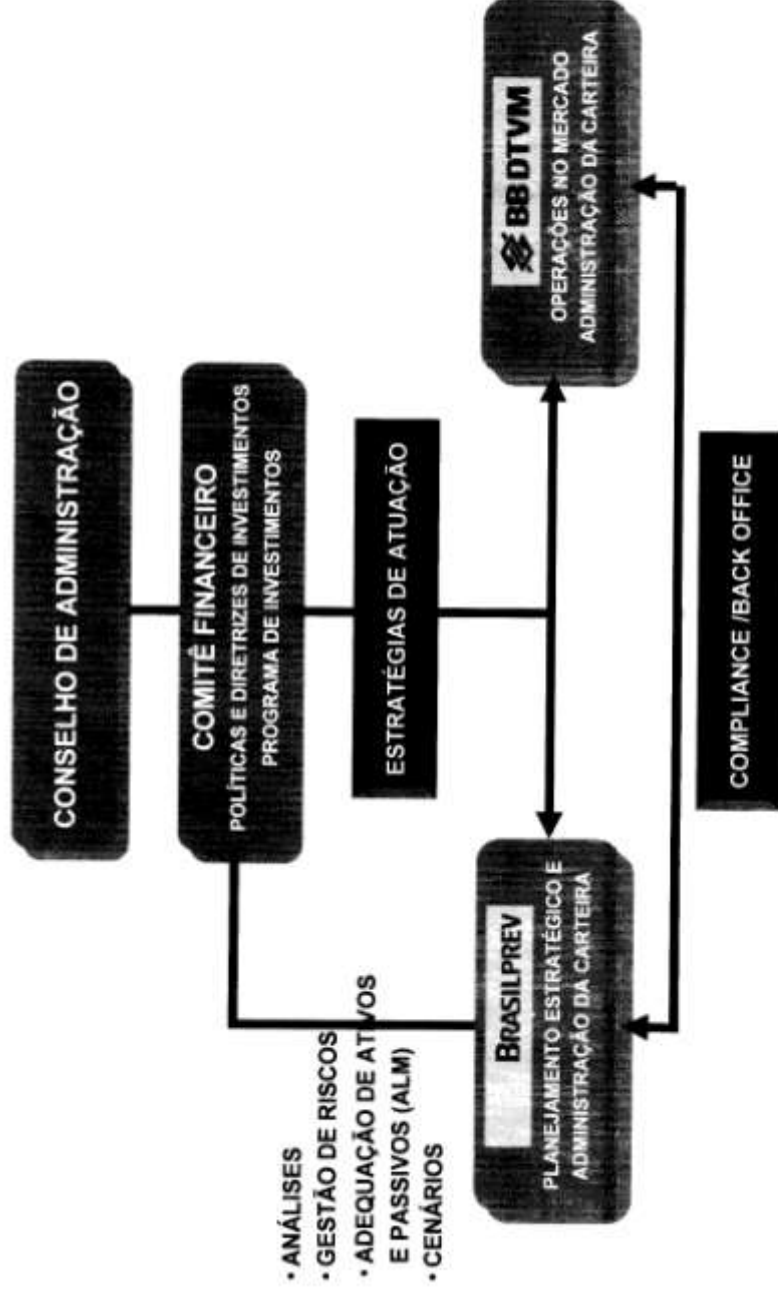 CONSELHO DE ADMINISTRAÇÃO
COMITÊ FINANCEIRO
POLÍTICAS E DIRETRIZES DE INVESTIMENTOS
PROGRAMA DE INVESTIMENTOS
• ANÁLISES
• GESTÃO DE RISCOS
• ADEQUAÇÃO DE ATIVOS
E PASSIVOS (ALM)
• CENÁRIOS
ESTRATÉGIAS DE ATUAÇÃO
BRASILPREV
PLANEJAMENTO ESTRATÉGICO E
ADMINISTRAÇÃO DA CARTEIRA
BB DTVM
OPERAÇÕES NO MERCADO
ADMINISTRAÇÃO DA CARTEIRA
COMPLIANCE /BACK OFFICE